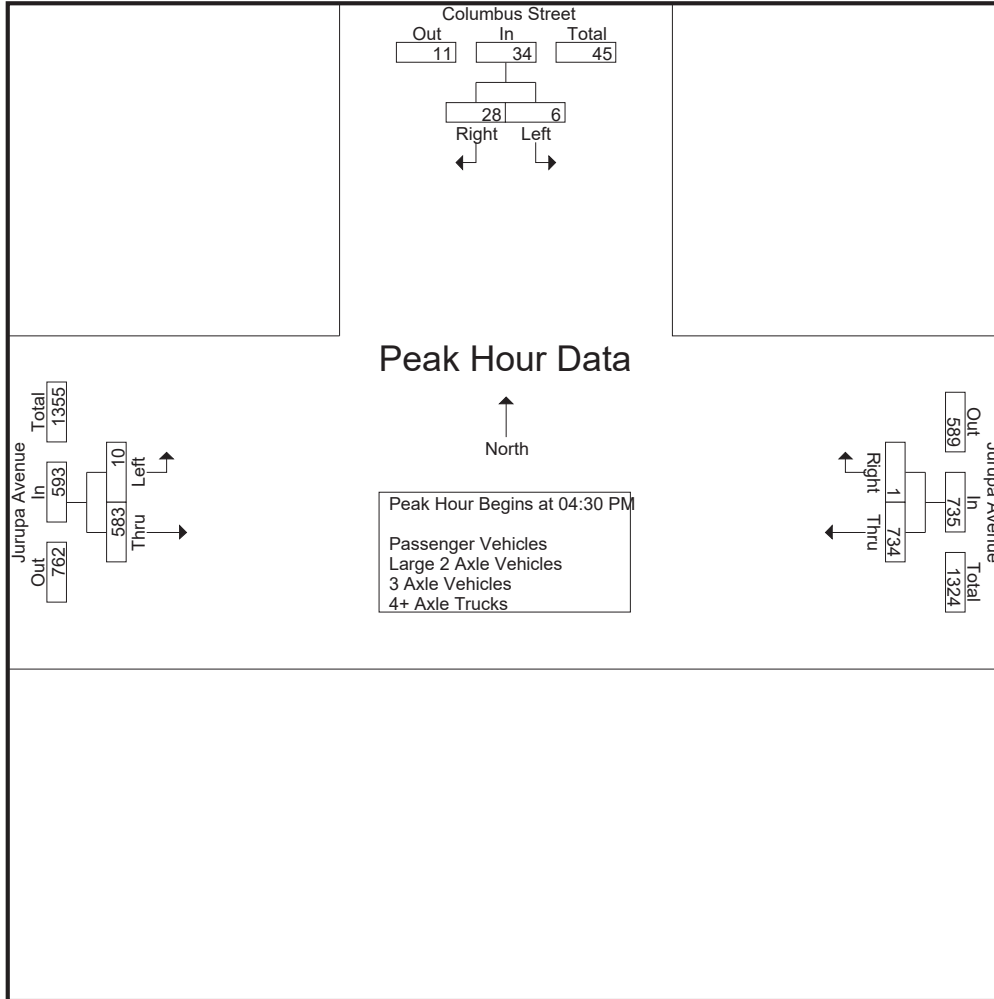 Columbus Street
Out In Total
11 34 45
28 6
Right Left
Peak Hour Data
North
Peak Hour Begins at 04:30 PM
Passenger Vehicles
Large 2 Axle Vehicles
3 Axle Vehicles
4+ Axle Trucks
Jurupa Avenue
Out In Total
762 593 1355
583 10
Thru Left
Jurupa Avenue
Out In Total
589 735 1324
1 734
Right Thru